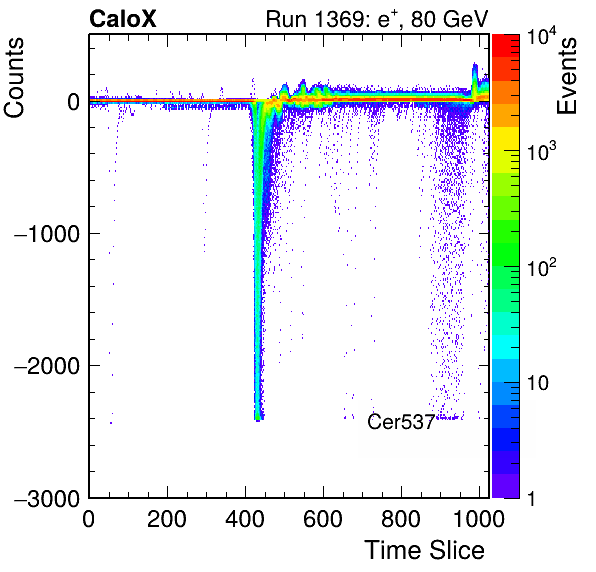 CaloX
Run 1369: e+, 80 GeV
Counts
0
−1000
−2000
−3000
0 200 400 600 800 1000
Time Slice
Cer537
10^4
10^3
10^2
10
1
Events